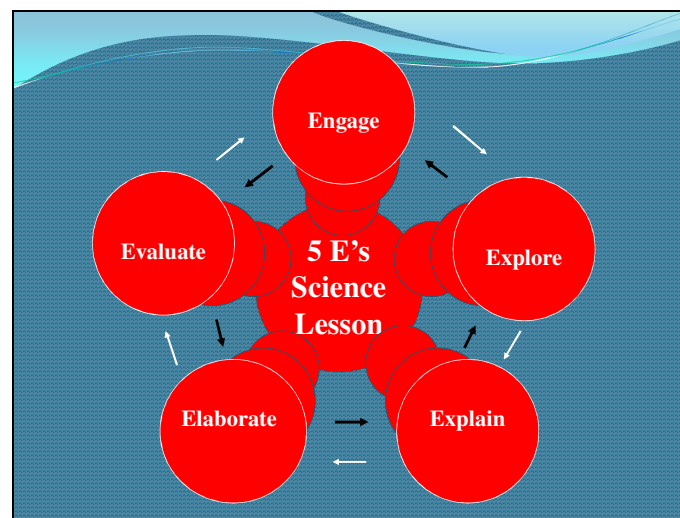 Engage
Evaluate
5 E's
Science
Lesson
Explore
Elaborate
Explain